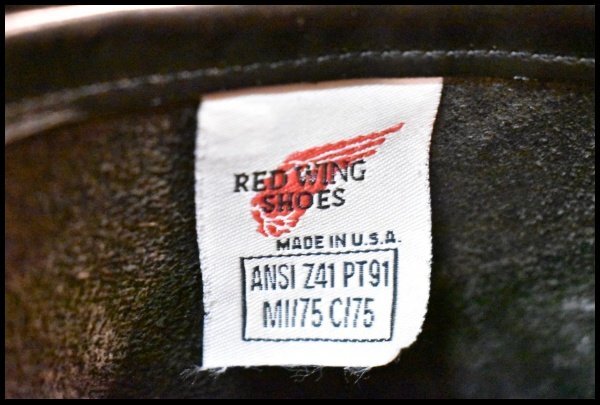 RED WING
SHOES
MADE IN U.S.A.
ANSI Z41 PT91
MI/75 C/75